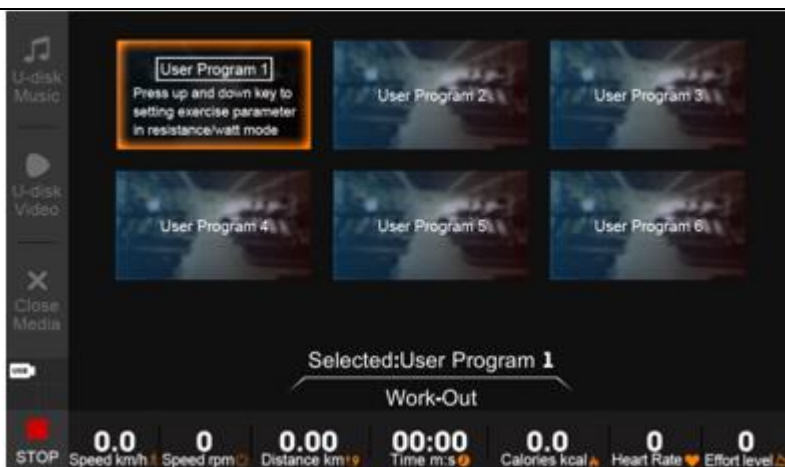 U-disk
Music
User Program 1
Press up and down key to
setting exercise parameter
in resistance/watt mode
User Program 2
User Program 3
U-disk
Video
User Program 4
User Program 5
User Program 6
Close
Media
Selected:User Program 1
Work-Out
STOP
0.0
Speed km/h
0
Speed rpm
0.00
Distance km
00:00
Time m:s
0.0
Calories kcal
0
Heart Rate
0
Effort level